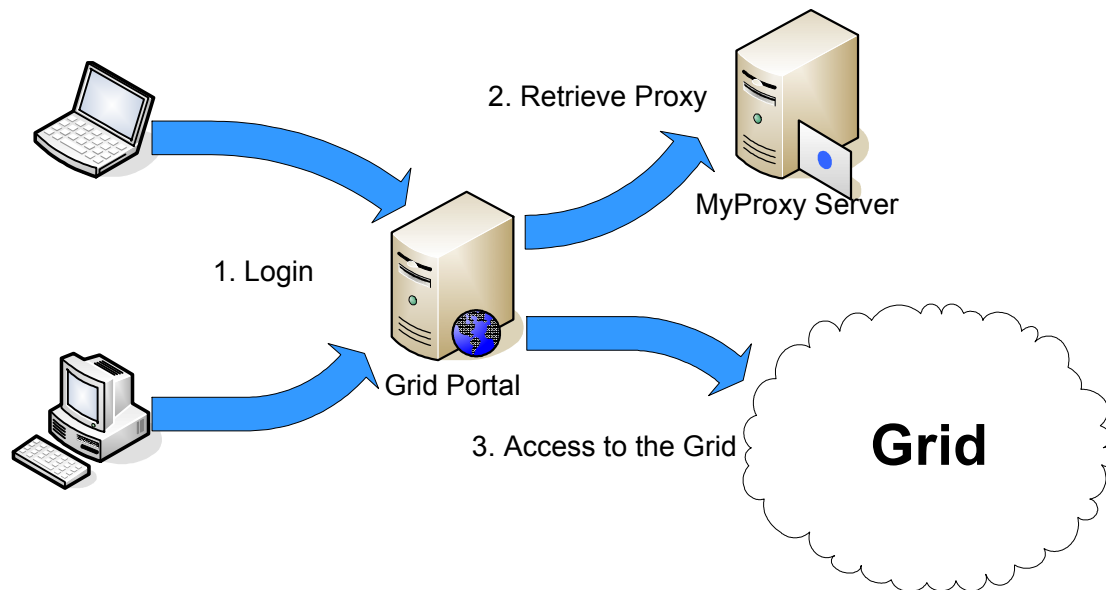 2. Retrieve Proxy
MyProxy Server
1. Login
Grid Portal
3. Access to the Grid
Grid